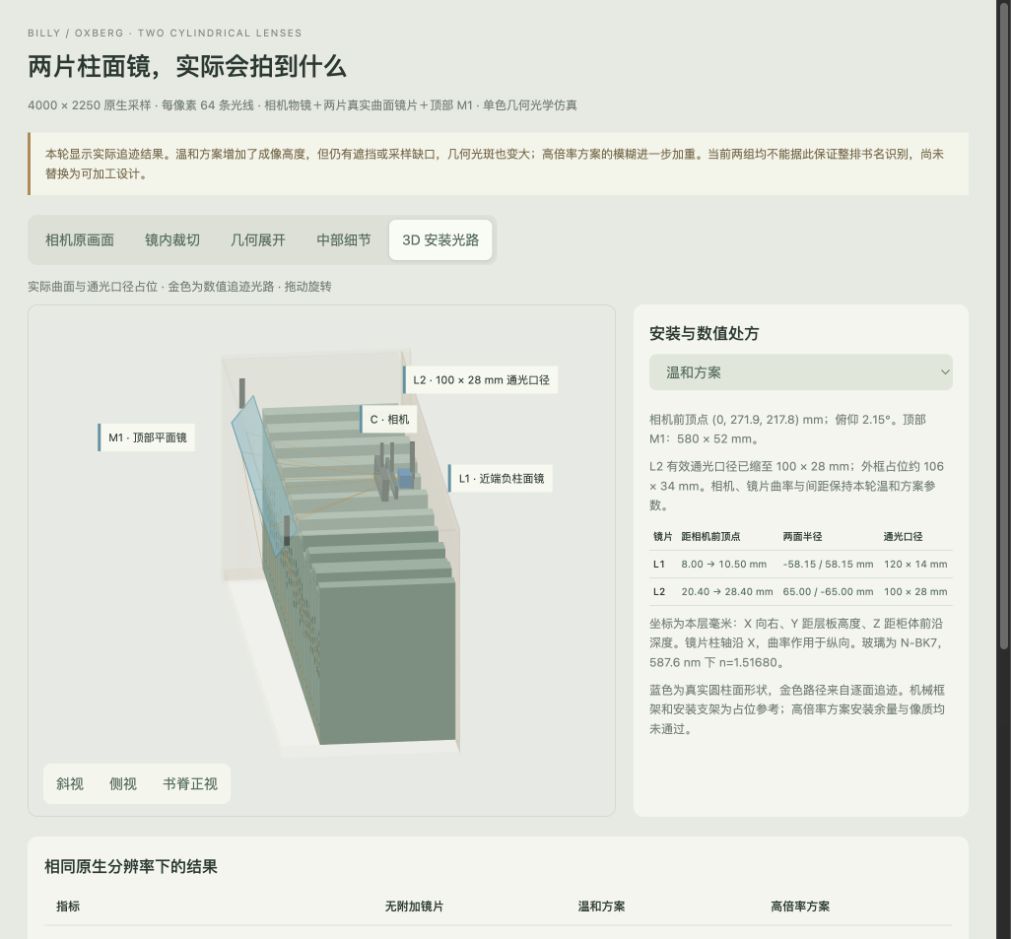 BILLY / OXBERG · TWO CYLINDRICAL LENSES
两片柱面镜，实际会拍到什么
4000 × 2250 原生采样 · 每像素 64 条光线 · 相机物镜＋两片真实曲面镜片＋顶部 M1 · 单色几何光学仿真
本轮显示实际追迹结果。温和方案增加了成像高度，但仍有遮挡或采样缺口，几何光斑也变大；高倍率方案的模糊进一步加重。当前两组均不能据此保证整排书名识别，尚未
替换为可加工设计。
相机原画面
镜内裁切
几何展开
中部细节
3D 安装光路
实际曲面与通光口径占位 · 金色为数值追迹光路 · 拖动旋转
L2 · 100 × 28 mm 通光口径
C · 相机
M1 · 顶部平面镜
L1 · 近端负柱面镜
斜视
侧视
书脊正视
安装与数值处方
温和方案
相机前顶点 (0, 271.9, 217.8) mm；俯仰 2.15°。顶部
M1：580 × 52 mm。
L2 有效通光口径已缩至 100 × 28 mm；外框占位约 106
× 34 mm。相机、镜片曲率与间距保持本轮温和方案参
数。
镜片 距相机前顶点 两面半径 通光口径
L1 8.00 → 10.50 mm -58.15 / 58.15 mm 120 × 14 mm
L2 20.40 → 28.40 mm 65.00 / -65.00 mm 100 × 28 mm
坐标为本层毫米：X 向右、Y 距层板高度、Z 距柜体前沿
深度。镜片柱轴沿 X，曲率作用于纵向。玻璃为 N-BK7，
587.6 nm 下 n=1.51680。
蓝色为真实圆柱面形状，金色路径来自逐面追迹。机械框
架和安装支架为占位参考；高倍率方案安装余量与像质均
未通过。
相同原生分辨率下的结果
指标 无附加镜片 温和方案 高倍率方案